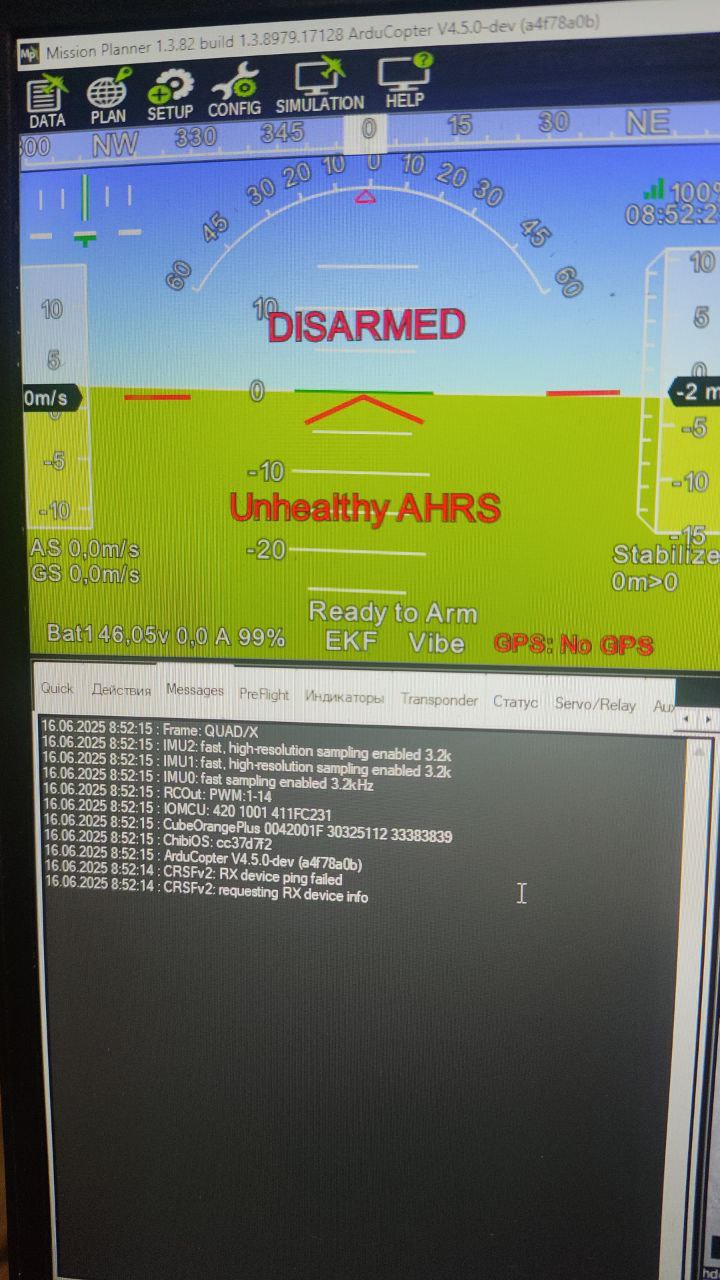 Mission Planner 1.3.82 build 1.3.8979.17128 ArduCopter V4.5.0-dev (a4f78a0b)
DATA PLAN SETUP CONFIG SIMULATION HELP
NW 330 345 0 15 30 NE
60 45 30 20 10 0 10 20 30 45 60
100%
08:52:2
10 5 0 -5 -10
10 0 -10 -20
10 5 0 -5 -10 -15
DISARMED
0m/s
-2 m
Unhealthy AHRS
AS 0,0m/s
GS 0,0m/s
Stabilize
0m>0
Ready to Arm
Bat1 46,05v 0,0 A 99% EKF Vibe GPS: No GPS
Quick Действия Messages PreFlight Индикаторы Transponder Статус Servo/Relay Aux
16.06.2025 8:52:15 : Frame: QUAD/X
16.06.2025 8:52:15 : IMU2: fast, high-resolution sampling enabled 3.2k
16.06.2025 8:52:15 : IMU1: fast, high-resolution sampling enabled 3.2k
16.06.2025 8:52:15 : IMU0: fast sampling enabled 3.2kHz
16.06.2025 8:52:15 : RCOut: PWM:1-14
16.06.2025 8:52:15 : IOMCU: 420 1001 411FC231
16.06.2025 8:52:15 : CubeOrangePlus 0042001F 30325112 33383839
16.06.2025 8:52:15 : ChibiOS: cc37d7f2
16.06.2025 8:52:15 : ArduCopter V4.5.0-dev (a4f78a0b)
16.06.2025 8:52:14 : CRSFv2: RX device ping failed
16.06.2025 8:52:14 : CRSFv2: requesting RX device info